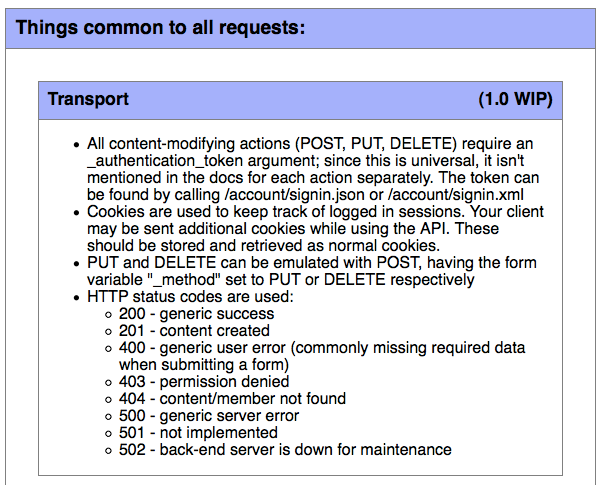 Things common to all requests:
Transport (1.0 WIP)
• All content-modifying actions (POST, PUT, DELETE) require an
_authentication_token argument; since this is universal, it isn't
mentioned in the docs for each action separately. The token can
be found by calling /account/signin.json or /account/signin.xml
• Cookies are used to keep track of logged in sessions. Your client
may be sent additional cookies while using the API. These
should be stored and retrieved as normal cookies.
• PUT and DELETE can be emulated with POST, having the form
variable "_method" set to PUT or DELETE respectively
• HTTP status codes are used:
◦ 200 - generic success
◦ 201 - content created
◦ 400 - generic user error (commonly missing required data
when submitting a form)
◦ 403 - permission denied
◦ 404 - content/member not found
◦ 500 - generic server error
◦ 501 - not implemented
◦ 502 - back-end server is down for maintenance